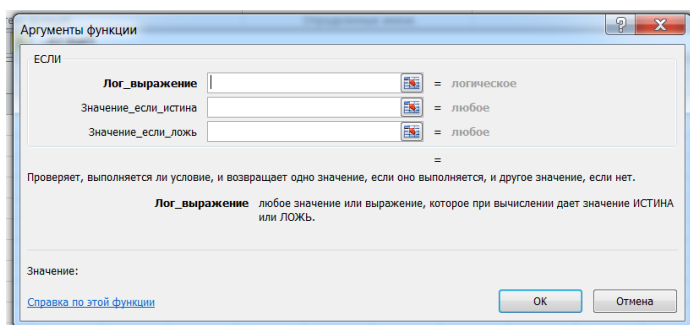 Аргументы функции
ЕСЛИ
Лог_выражение = логическое
Значение_если_истина = любое
Значение_если_ложь = любое
=
Проверяет, выполняется ли условие, и возвращает одно значение, если оно выполняется, и другое значение, если нет.
Лог_выражение любое значение или выражение, которое при вычислении дает значение ИСТИНА
или ЛОЖЬ.
Значение:
Справка по этой функции
ОК
Отмена